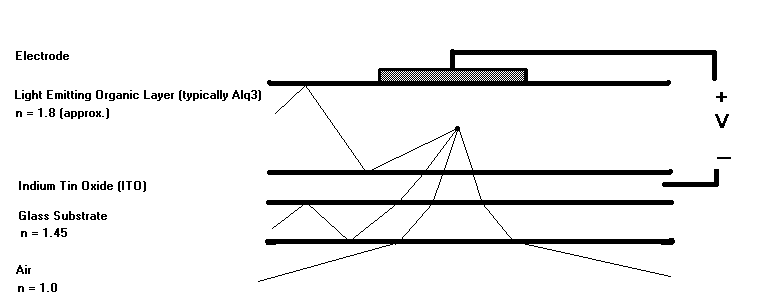 Electrode
Light Emitting Organic Layer (typically Alq3)
n = 1.8 (approx.)
+
V
–
Indium Tin Oxide (ITO)
Glass Substrate
n = 1.45
Air
n = 1.0